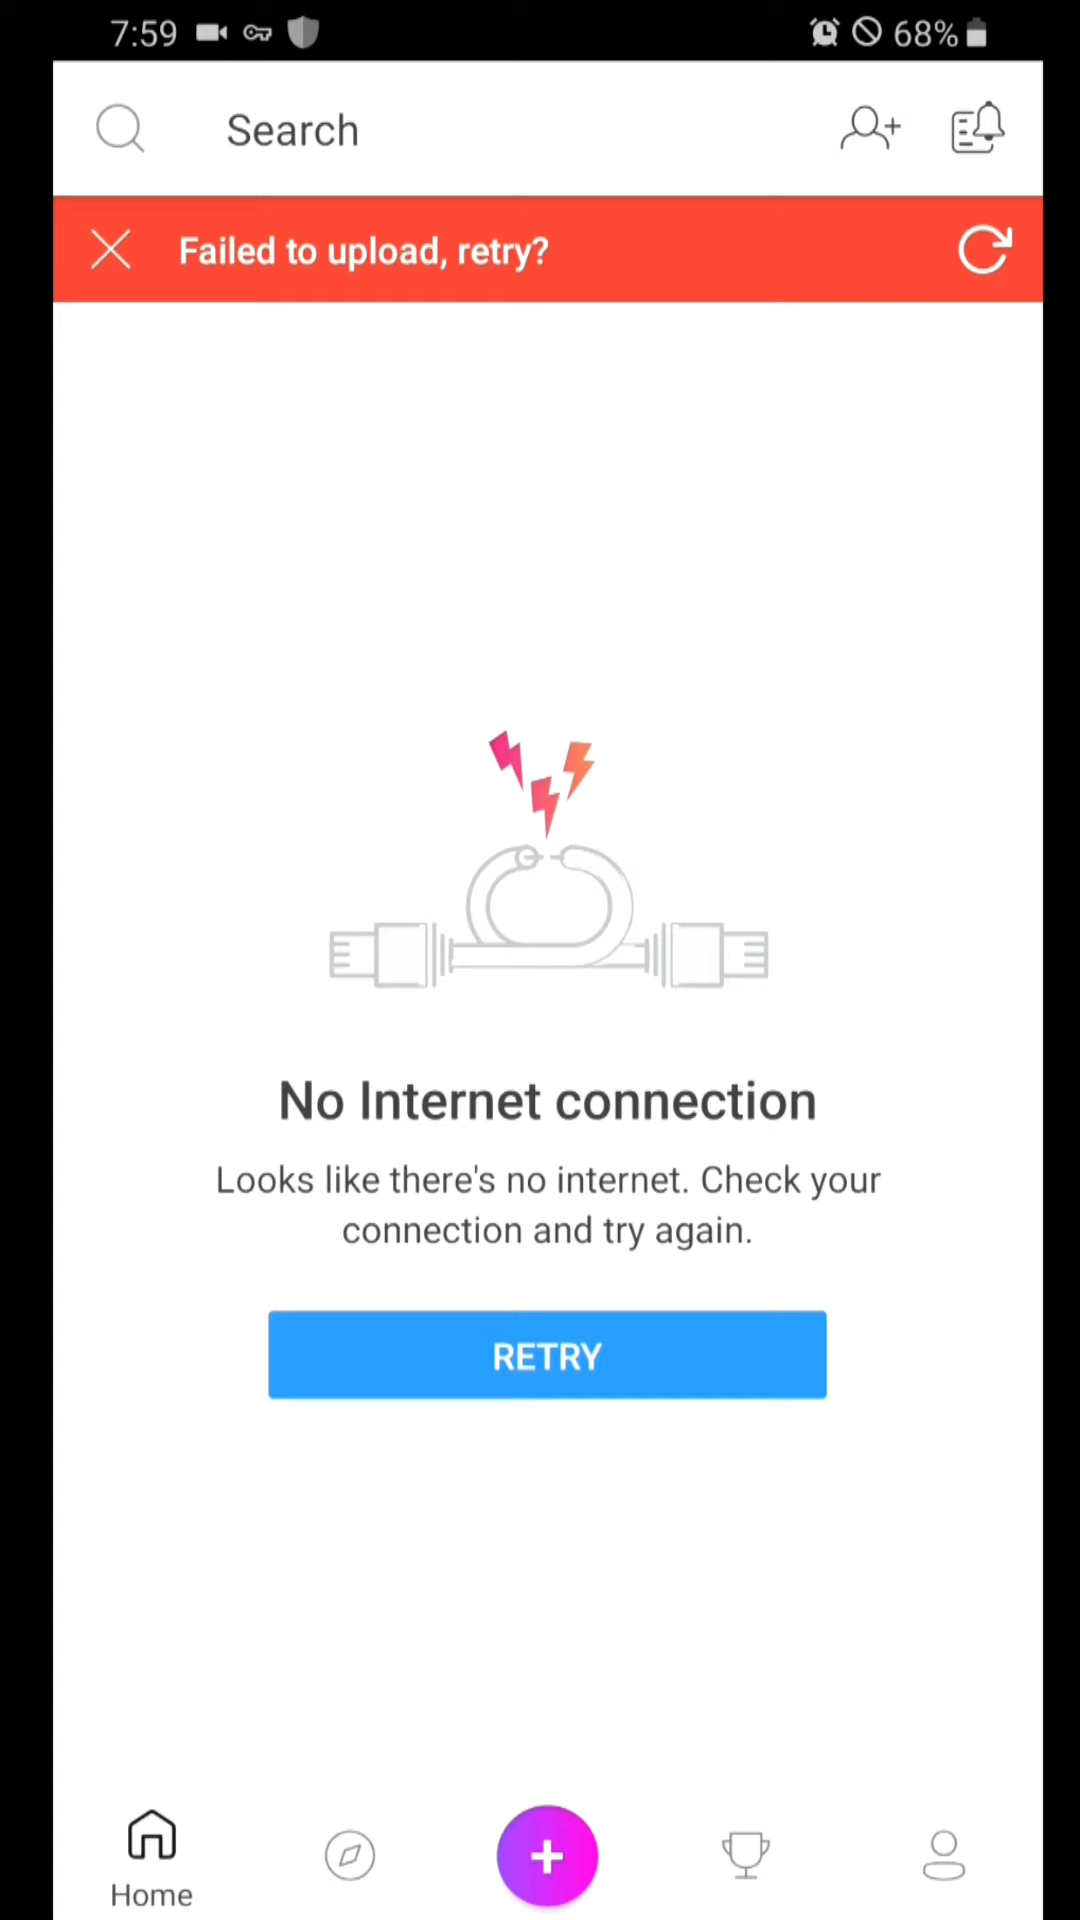 7:59 68%
Search
Failed to upload, retry?
No Internet connection
Looks like there's no internet. Check your
connection and try again.
RETRY
Home